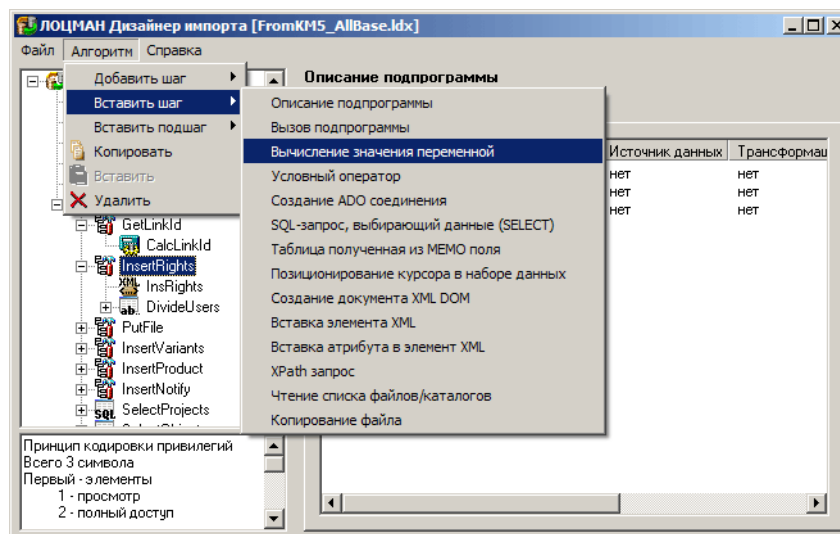 ЛОЦМАН Дизайнер импорта [FromKM5_AllBase.ldx]
Файл Алгоритм Справка
Добавить шаг
Вставить шаг
Вставить подшаг
Копировать
Вставить
Удалить
Описание подпрограммы
Описание подпрограммы
Вызов подпрограммы
Вычисление значения переменной
Условный оператор
Создание ADO соединения
SQL-запрос, выбирающий данные (SELECT)
Таблица полученная из MEMO поля
Позиционирование курсора в наборе данных
Создание документа XML DOM
Вставка элемента XML
Вставка атрибута в элемент XML
XPath запрос
Чтение списка файлов/каталогов
Копирование файла
Источник данных Трансформац
нет нет
нет нет
нет нет
GetLinkId
CalcLinkId
InsertRights
XML InsRights
ab.. DivideUsers
PutFile
InsertVariants
InsertProduct
InsertNotify
SQL SelectProjects
Принцип кодировки привилегий
Всего 3 символа
Первый - элементы
1 - просмотр
2 - полный доступ